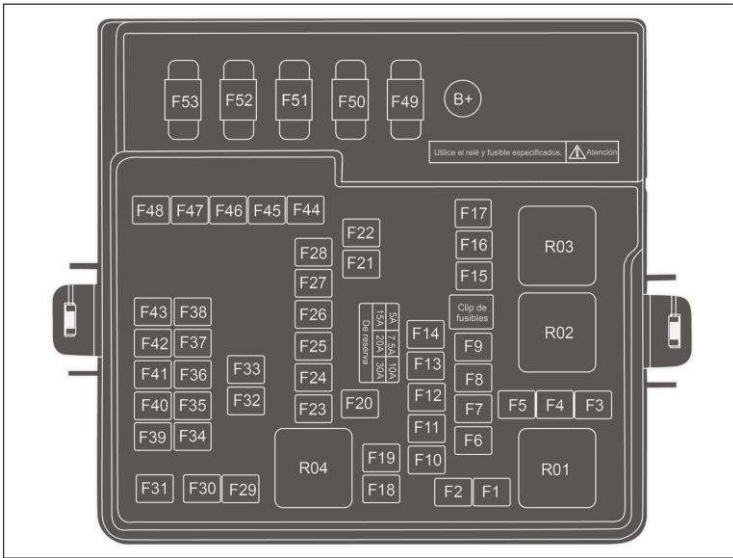 F53 F52 F51 F50 F49 B+
Utilice el relé y fusible especificados. Atención
F48 F47 F46 F45 F44
F22
F21
F28
F27
F26
F25
F24
F23
F17
F16
F15
Clip de
fusibles
F9
F8
F7
F6
R03
R02
F43 F38
F42 F37
F41 F36
F40 F35
F39 F34
F33
F32
5A 7.5A 10A
15A 20A 30A
De reserva
F20
F14
F13
F12
F11
F10
F5 F4 F3
R04
F19
F18
R01
F31 F30 F29
F2 F1